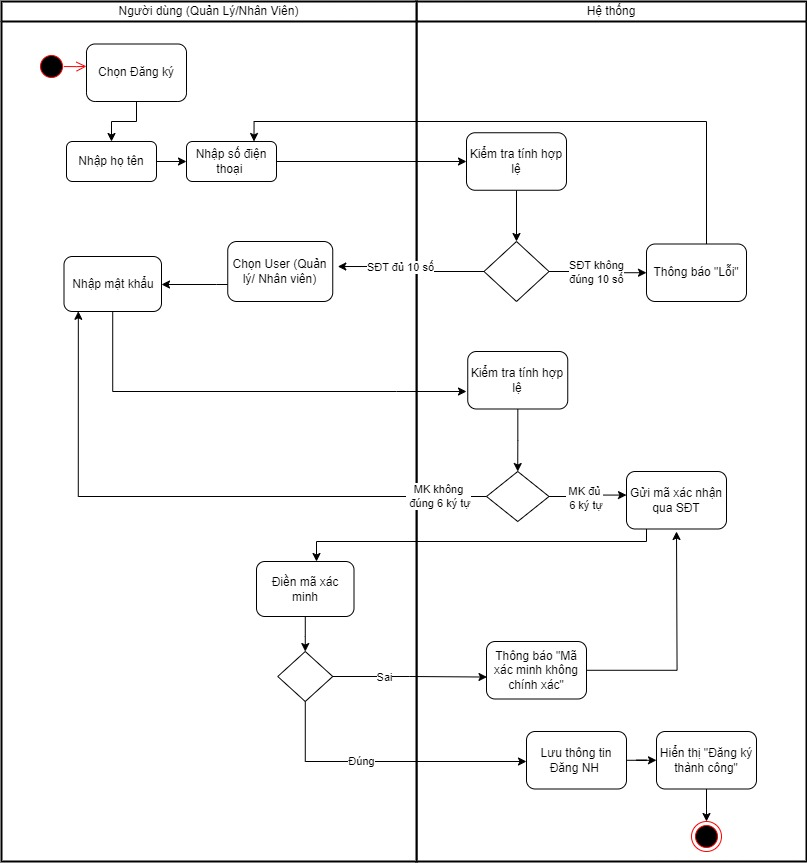 Người dùng (Quản Lý/Nhân Viên)
Hệ thống
Chọn Đăng ký
Nhập họ tên
Nhập số điện
thoại
Kiểm tra tính hợp
lệ
Chọn User (Quản
lý/ Nhân viên)
SĐT đủ 10 số
SĐT không
đúng 10 số
Thông báo "Lỗi"
Nhập mật khẩu
Kiểm tra tính hợp
lệ
MK không
đúng 6 ký tự
MK đủ
6 ký tự
Gửi mã xác nhận
qua SĐT
Điền mã xác
minh
Sai
Thông báo "Mã
xác minh không
chính xác"
Đúng
Lưu thông tin
Đăng NH
Hiển thị "Đăng ký
thành công"